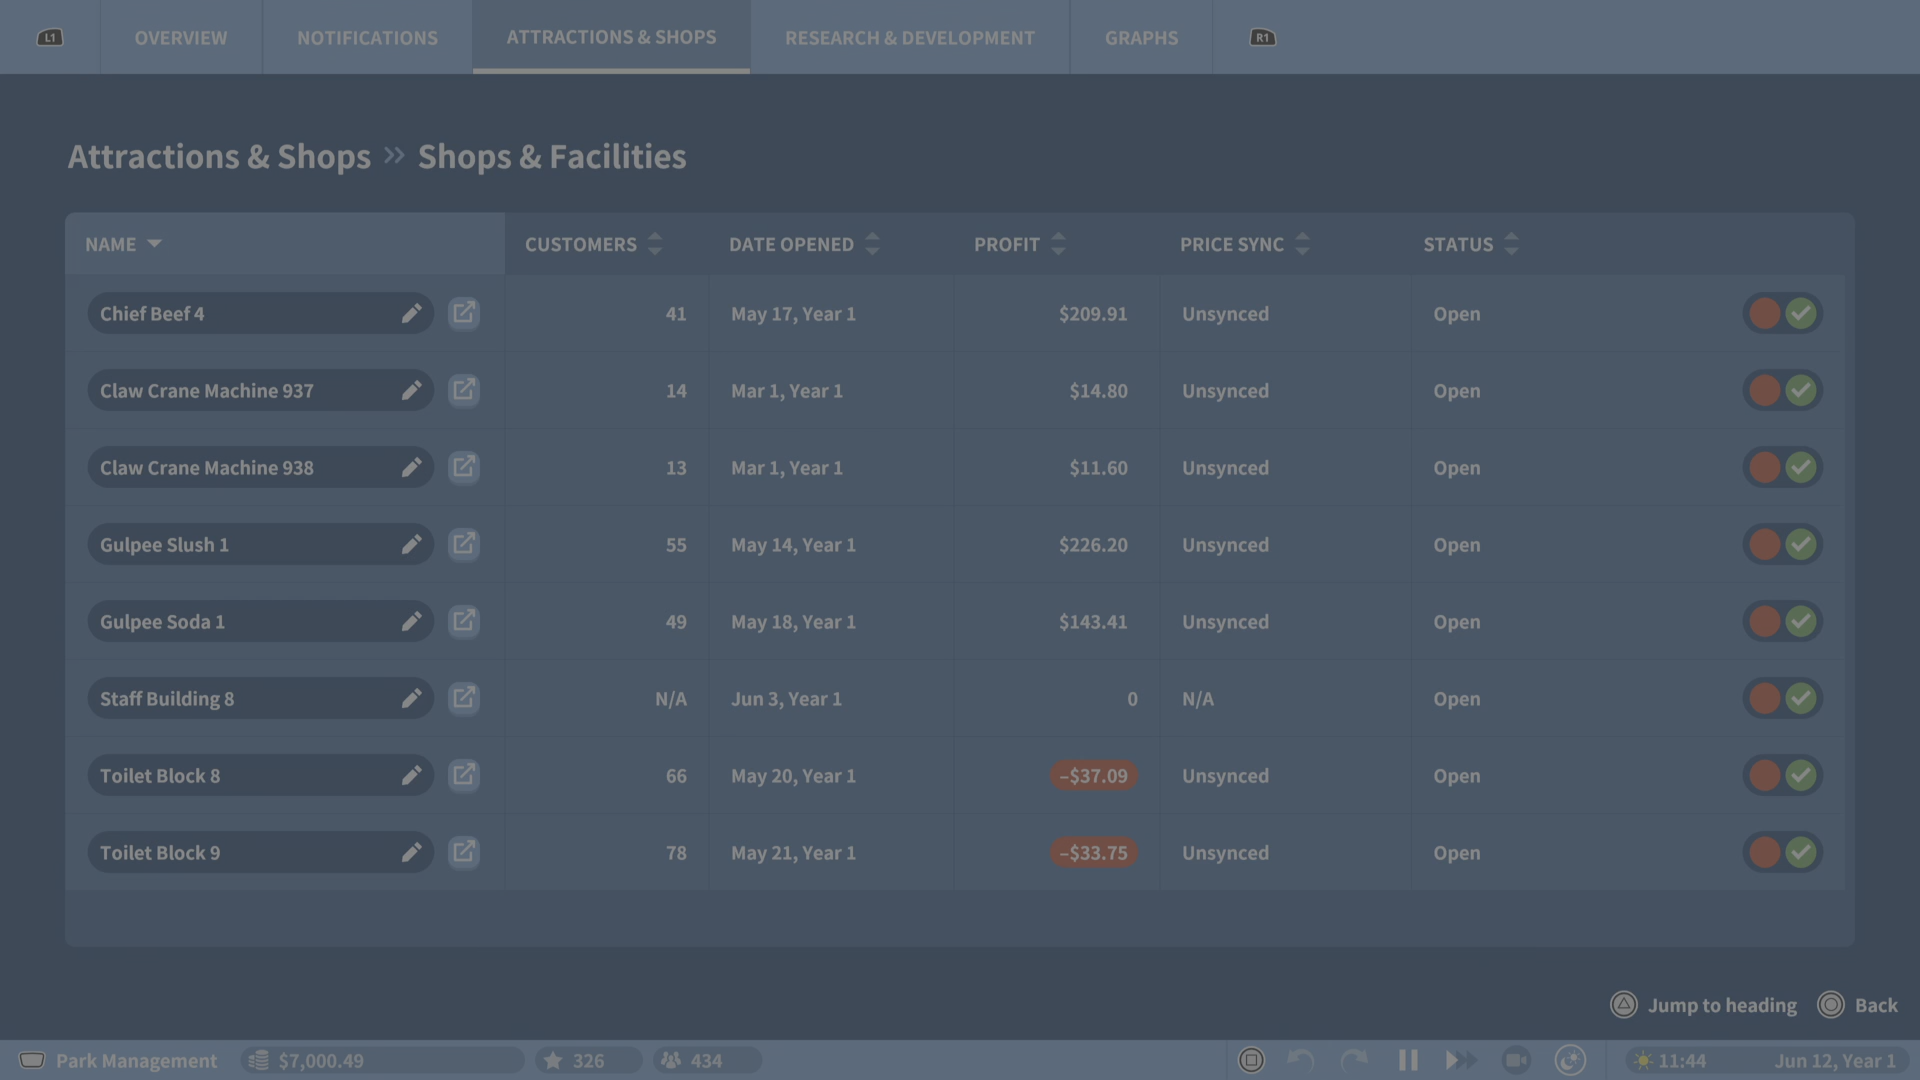 L1 OVERVIEW NOTIFICATIONS ATTRACTIONS & SHOPS RESEARCH & DEVELOPMENT GRAPHS R1
Attractions & Shops » Shops & Facilities
NAME CUSTOMERS DATE OPENED PROFIT PRICE SYNC STATUS
Chief Beef 4 41 May 17, Year 1 $209.91 Unsynced Open
Claw Crane Machine 937 14 Mar 1, Year 1 $14.80 Unsynced Open
Claw Crane Machine 938 13 Mar 1, Year 1 $11.60 Unsynced Open
Gulpee Slush 1 55 May 14, Year 1 $226.20 Unsynced Open
Gulpee Soda 1 49 May 18, Year 1 $143.41 Unsynced Open
Staff Building 8 N/A Jun 3, Year 1 0 N/A Open
Toilet Block 8 66 May 20, Year 1 –$37.09 Unsynced Open
Toilet Block 9 78 May 21, Year 1 –$33.75 Unsynced Open
Jump to heading Back
Park Management $7,000.49 326 434 11:44 Jun 12, Year 1